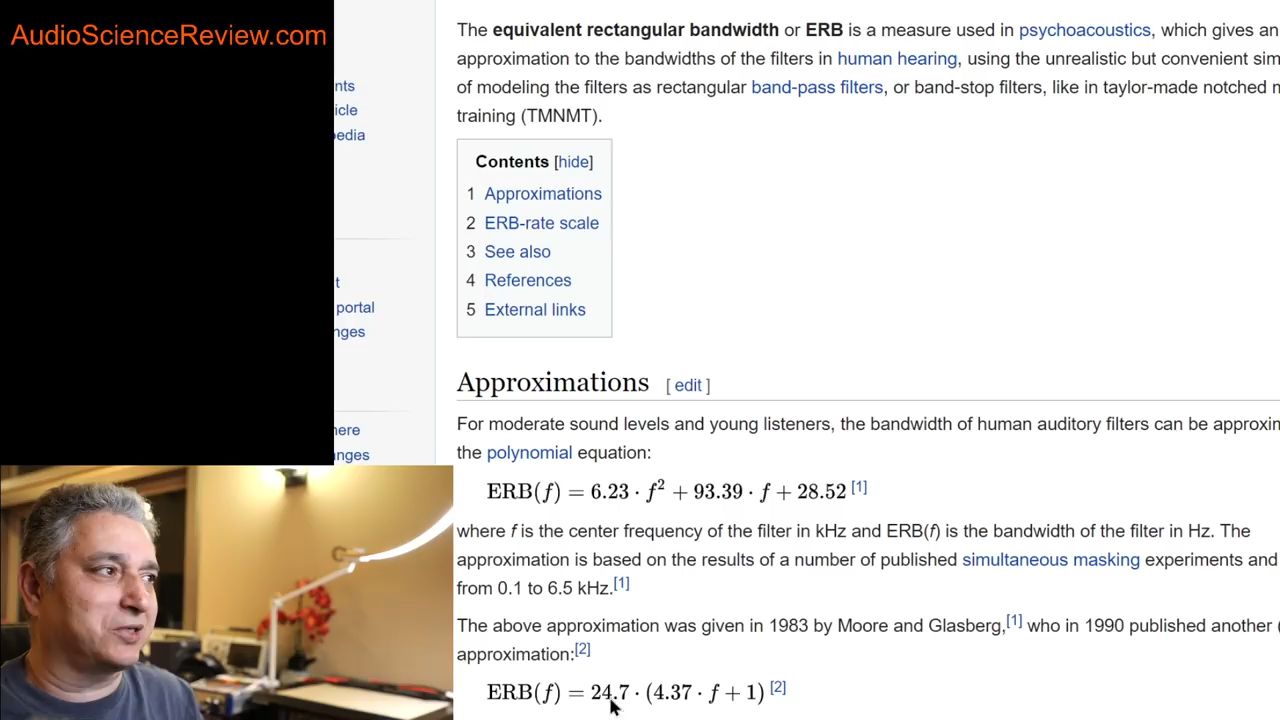 AudioScienceReview.com
nts
icle
pedia
t
portal
nges
here
nges
The equivalent rectangular bandwidth or ERB is a measure used in psychoacoustics, which gives an
approximation to the bandwidths of the filters in human hearing, using the unrealistic but convenient sim
of modeling the filters as rectangular band-pass filters, or band-stop filters, like in taylor-made notched m
training (TMNMT).
Contents [hide]
1 Approximations
2 ERB-rate scale
3 See also
4 References
5 External links
Approximations [ edit ]
For moderate sound levels and young listeners, the bandwidth of human auditory filters can be approxin
the polynomial equation:
ERB(f) = 6.23 · f² + 93.39 · f + 28.52 [1]
where f is the center frequency of the filter in kHz and ERB(f) is the bandwidth of the filter in Hz. The
approximation is based on the results of a number of published simultaneous masking experiments and
from 0.1 to 6.5 kHz.[1]
The above approximation was given in 1983 by Moore and Glasberg,[1] who in 1990 published another (
approximation:[2]
ERB(f) = 24.7 · (4.37 · f + 1) [2]